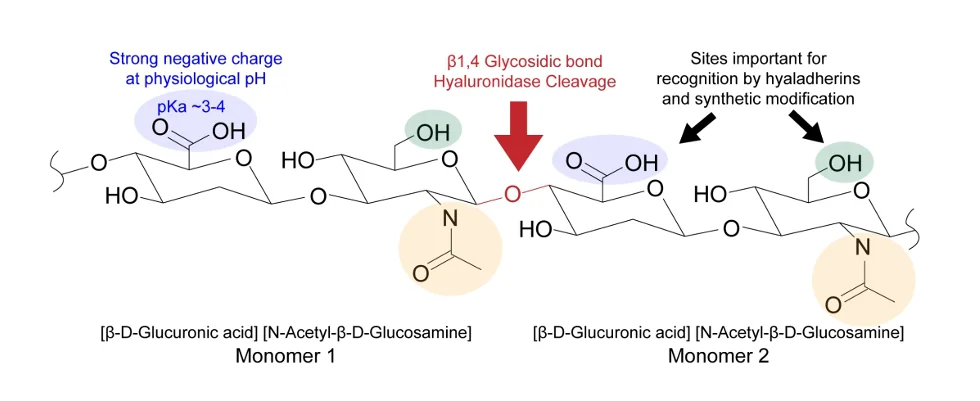 Strong negative charge
at physiological pH
pKa ~3-4
β1,4 Glycosidic bond
Hyaluronidase Cleavage
Sites important for
recognition by hyaladherins
and synthetic modification
O
OH
O
O
HO
O
HO
OH
O
N
O
O
O
OH
O
HO
O
HO
OH
O
N
O
[β-D-Glucuronic acid] [N-Acetyl-β-D-Glucosamine]
Monomer 1
[β-D-Glucuronic acid] [N-Acetyl-β-D-Glucosamine]
Monomer 2